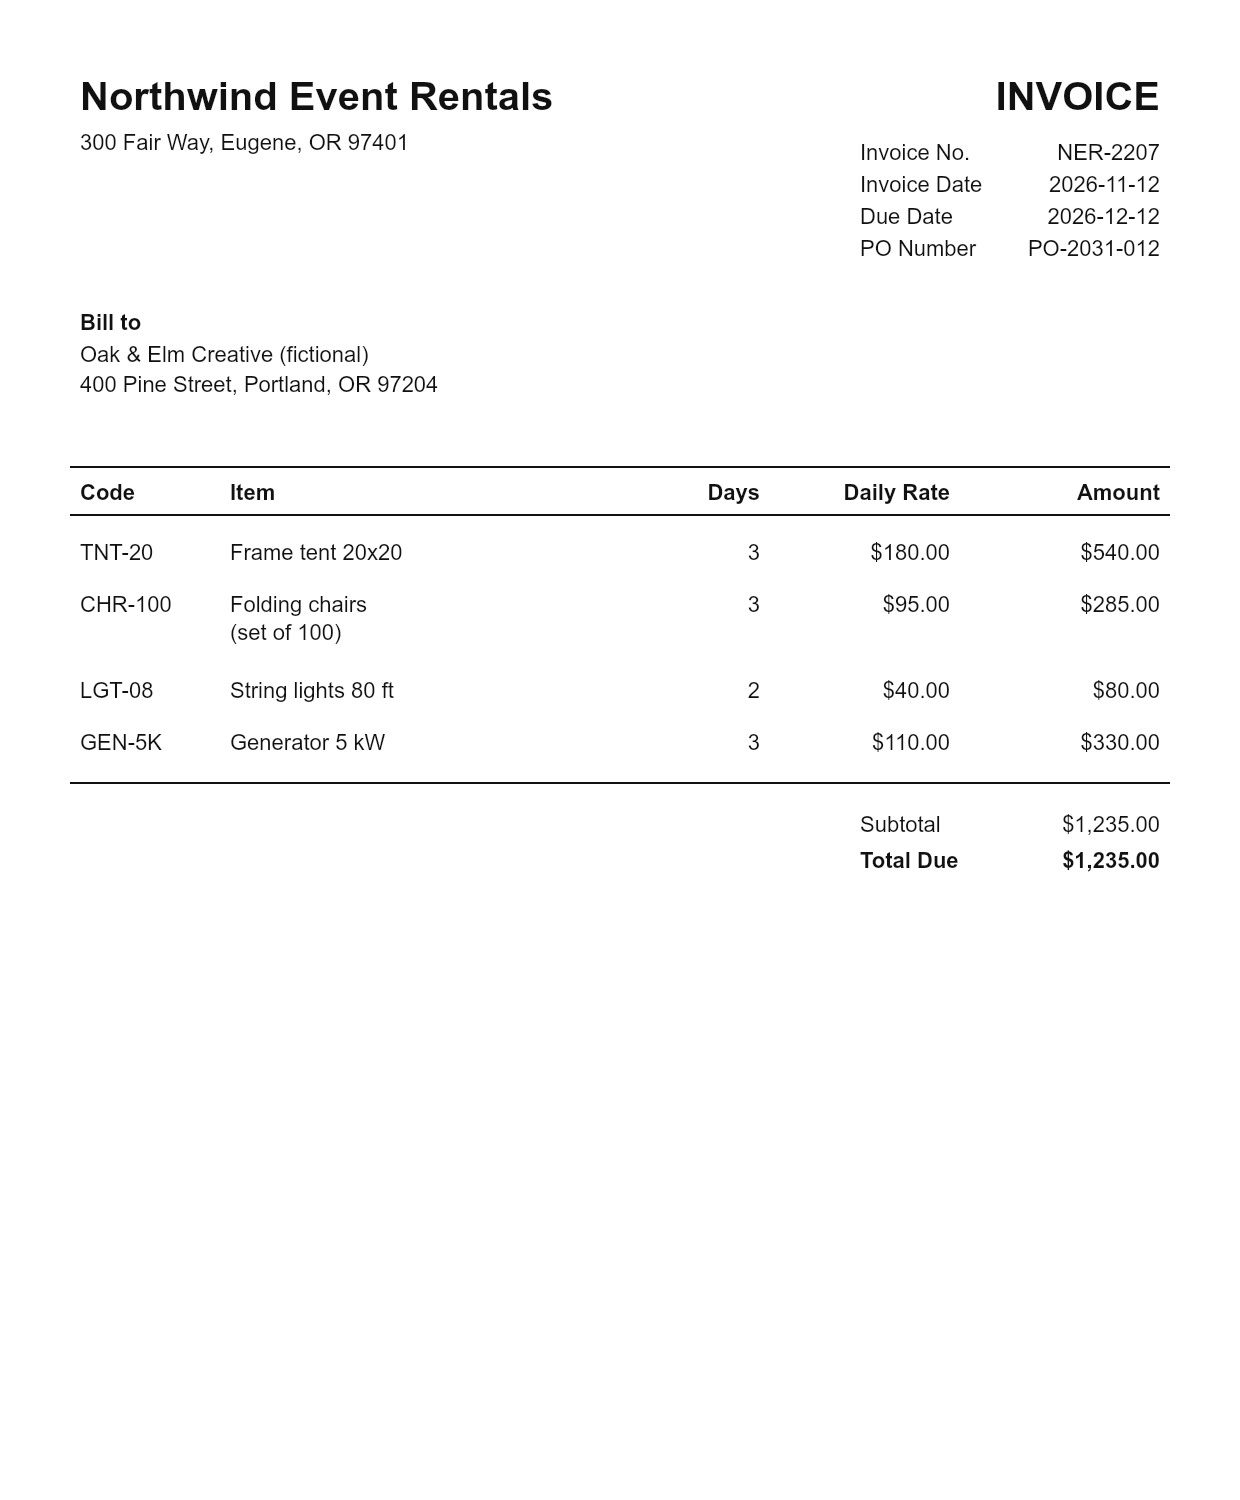 Northwind Event Rentals
300 Fair Way, Eugene, OR 97401
INVOICE
Invoice No. NER-2207
Invoice Date 2026-11-12
Due Date 2026-12-12
PO Number PO-2031-012
Bill to
Oak & Elm Creative (fictional)
400 Pine Street, Portland, OR 97204
Code Item Days Daily Rate Amount
TNT-20 Frame tent 20x20 3 $180.00 $540.00
CHR-100 Folding chairs 3 $95.00 $285.00
(set of 100)
LGT-08 String lights 80 ft 2 $40.00 $80.00
GEN-5K Generator 5 kW 3 $110.00 $330.00
Subtotal $1,235.00
Total Due $1,235.00